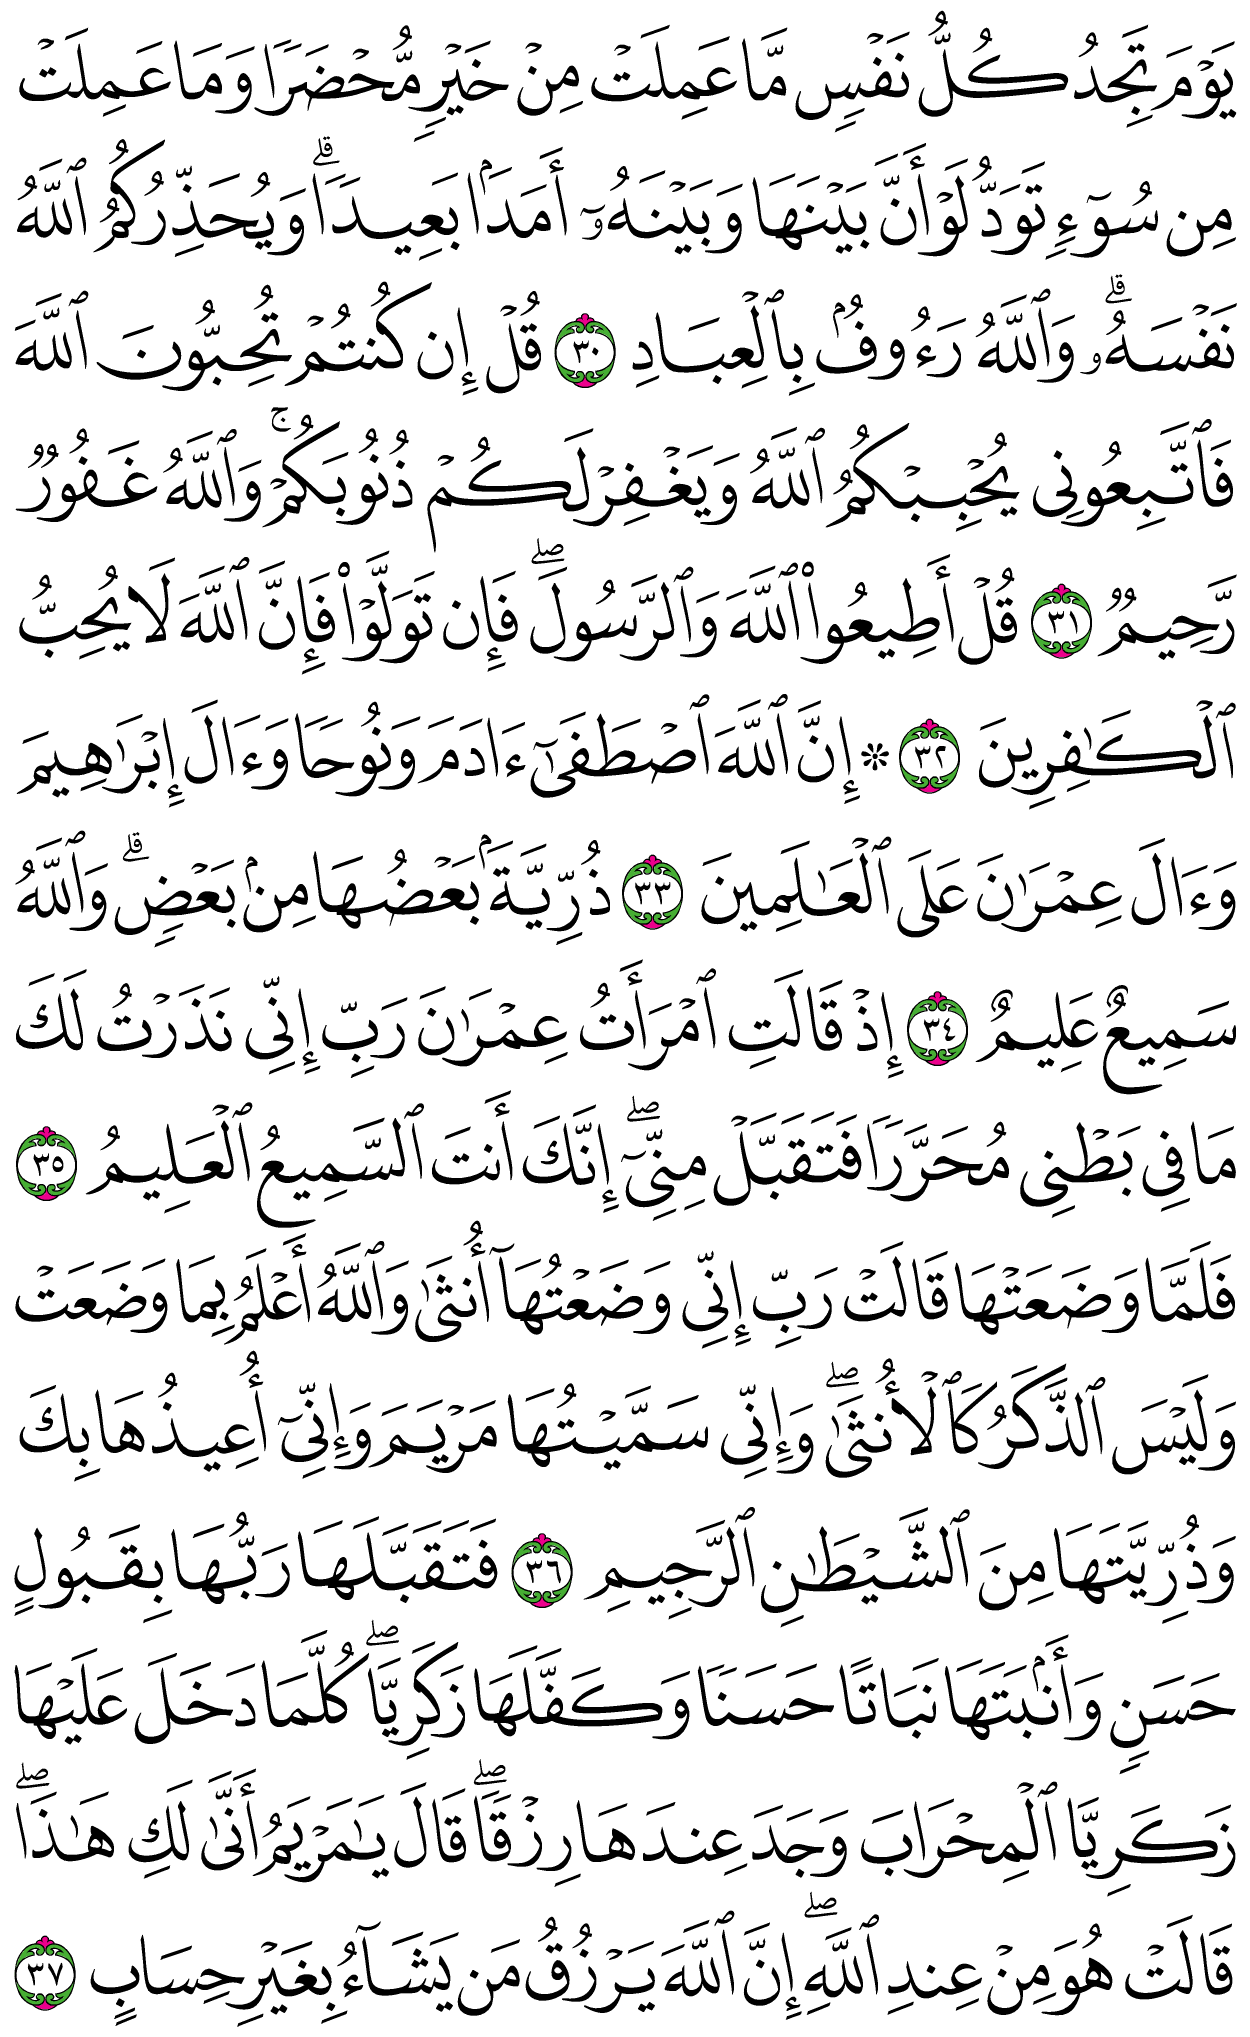 يَوْمَ تَجِدُ كُلُّ نَفْسٍ مَّا عَمِلَتْ مِنْ خَيْرٍ مُّحْضَرًا وَمَا عَمِلَتْ
مِن سُوٓءٍ تَوَدُّ لَوْ أَنَّ بَيْنَهَا وَبَيْنَهُۥٓ أَمَدَۢا بَعِيدًا ۗ وَيُحَذِّرُكُمُ ٱللَّهُ
نَفْسَهُۥ ۗ وَٱللَّهُ رَءُوفُۢ بِٱلْعِبَادِ ٣٠ قُلْ إِن كُنتُمْ تُحِبُّونَ ٱللَّهَ
فَٱتَّبِعُونِى يُحْبِبْكُمُ ٱللَّهُ وَيَغْفِرْ لَكُمْ ذُنُوبَكُمْ ۚ وَٱللَّهُ غَفُورٌ
رَّحِيمٌ ٣١ قُلْ أَطِيعُوا۟ ٱللَّهَ وَٱلرَّسُولَ ۖ فَإِن تَوَلَّوْا۟ فَإِنَّ ٱللَّهَ لَا يُحِبُّ
ٱلْكَٰفِرِينَ ٣٢ ۞ إِنَّ ٱللَّهَ ٱصْطَفَىٰٓ ءَادَمَ وَنُوحًا وَءَالَ إِبْرَٰهِيمَ
وَءَالَ عِمْرَٰنَ عَلَى ٱلْعَٰلَمِينَ ٣٣ ذُرِّيَّةَۢ بَعْضُهَا مِنۢ بَعْضٍ ۗ وَٱللَّهُ
سَمِيعٌ عَلِيمٌ ٣٤ إِذْ قَالَتِ ٱمْرَأَتُ عِمْرَٰنَ رَبِّ إِنِّى نَذَرْتُ لَكَ
مَا فِى بَطْنِى مُحَرَّرًا فَتَقَبَّلْ مِنِّىٓ ۖ إِنَّكَ أَنتَ ٱلسَّمِيعُ ٱلْعَلِيمُ ٣٥
فَلَمَّا وَضَعَتْهَا قَالَتْ رَبِّ إِنِّى وَضَعْتُهَآ أُنثَىٰ وَٱللَّهُ أَعْلَمُ بِمَا وَضَعَتْ
وَلَيْسَ ٱلذَّكَرُ كَٱلْأُنثَىٰ ۖ وَإِنِّى سَمَّيْتُهَا مَرْيَمَ وَإِنِّىٓ أُعِيذُهَا بِكَ
وَذُرِّيَّتَهَا مِنَ ٱلشَّيْطَٰنِ ٱلرَّجِيمِ ٣٦ فَتَقَبَّلَهَا رَبُّهَا بِقَبُولٍ
حَسَنٍ وَأَنۢبَتَهَا نَبَاتًا حَسَنًا وَكَفَّلَهَا زَكَرِيَّا ۖ كُلَّمَا دَخَلَ عَلَيْهَا
زَكَرِيَّا ٱلْمِحْرَابَ وَجَدَ عِندَهَا رِزْقًا ۖ قَالَ يَٰمَرْيَمُ أَنَّىٰ لَكِ هَٰذَا ۖ
قَالَتْ هُوَ مِنْ عِندِ ٱللَّهِ ۖ إِنَّ ٱللَّهَ يَرْزُقُ مَن يَشَآءُ بِغَيْرِ حِسَابٍ ٣٧